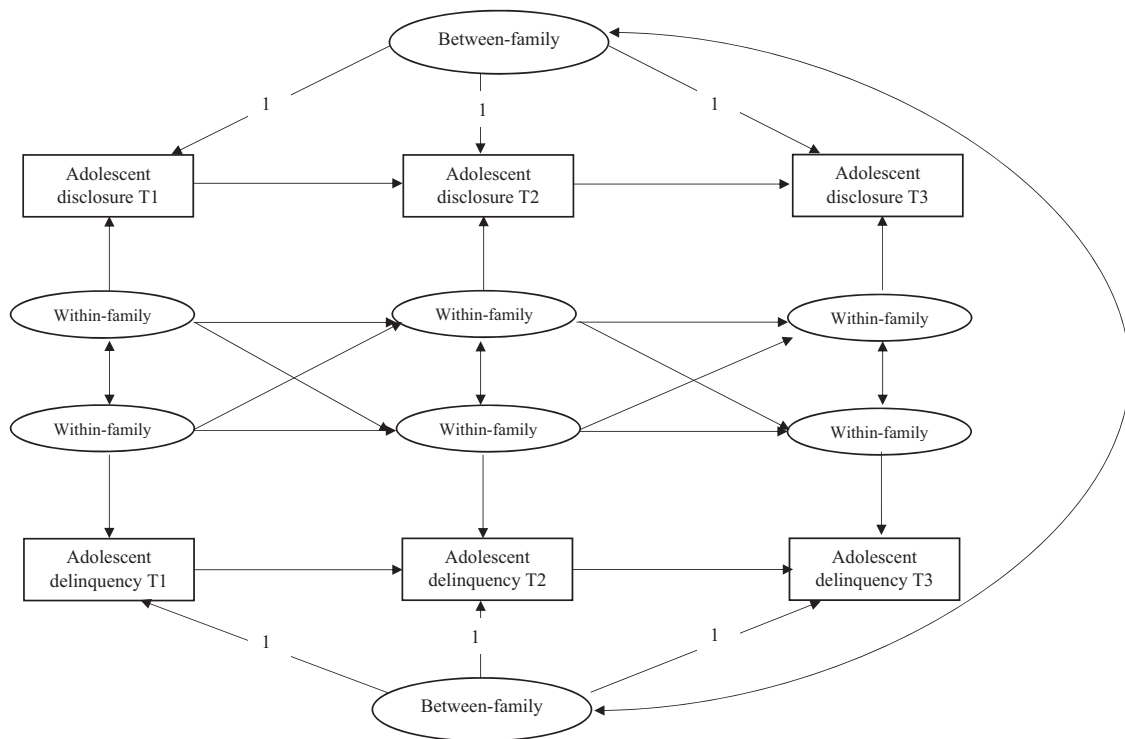 Between-family
1
1
1
Adolescent
disclosure T1
Adolescent
disclosure T2
Adolescent
disclosure T3
Within-family
Within-family
Within-family
Within-family
Within-family
Within-family
Adolescent
delinquency T1
Adolescent
delinquency T2
Adolescent
delinquency T3
1
1
1
Between-family